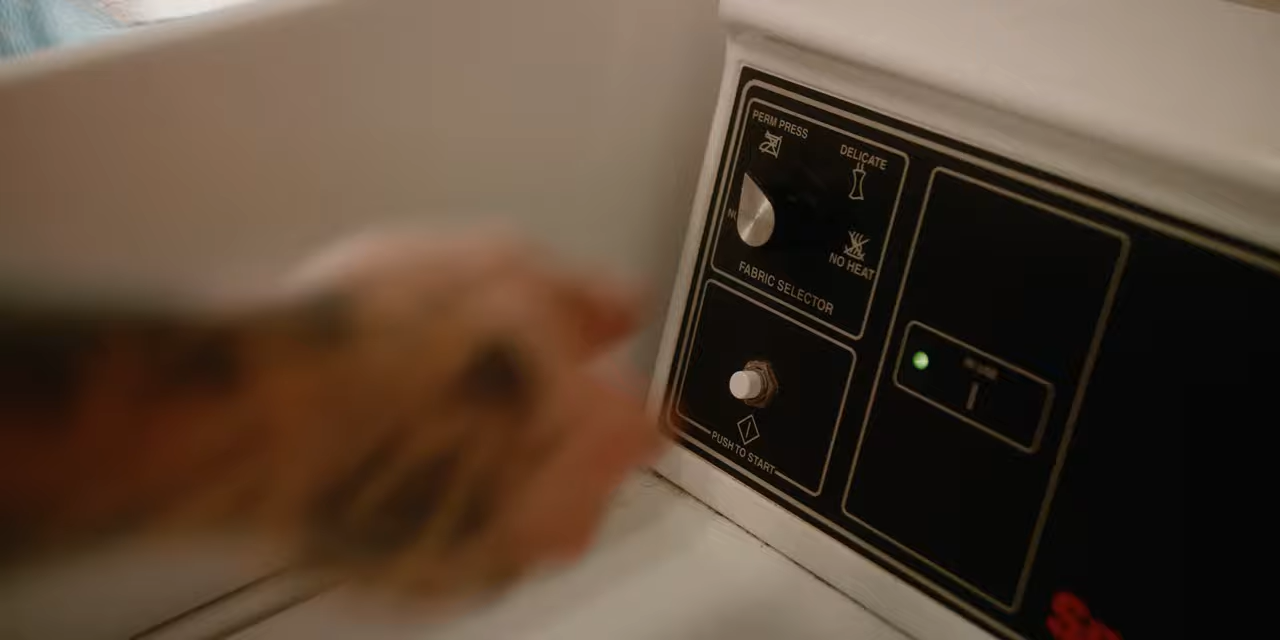 PERM PRESS
DELICATE
NO HEAT
FABRIC SELECTOR
PUSH TO START